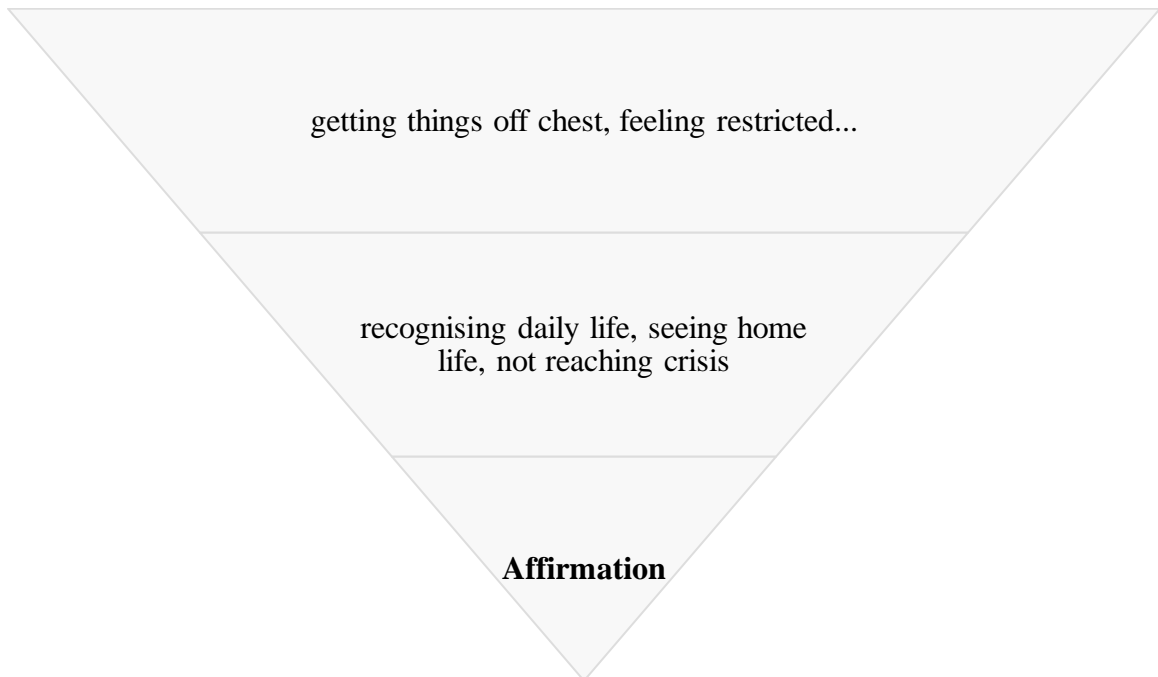 getting things off chest, feeling restricted...
recognising daily life, seeing home
life, not reaching crisis
Affirmation